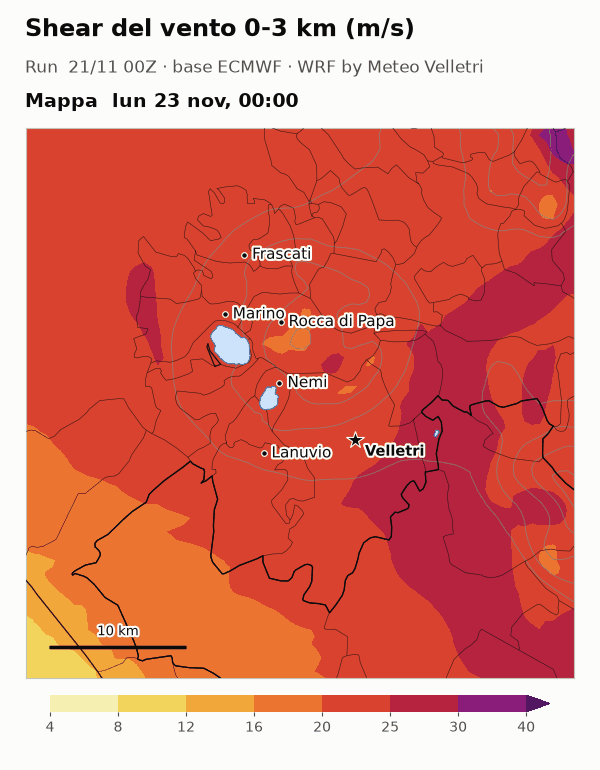 Shear del vento 0-3 km (m/s)
Run  21/11 00Z · base ECMWF · WRF by Meteo Velletri
Mappa  lun 23 nov, 00:00
Frascati
Marino
Rocca di Papa
Nemi
Velletri
Lanuvio
10 km
4 8 12 16 20 25 30 40